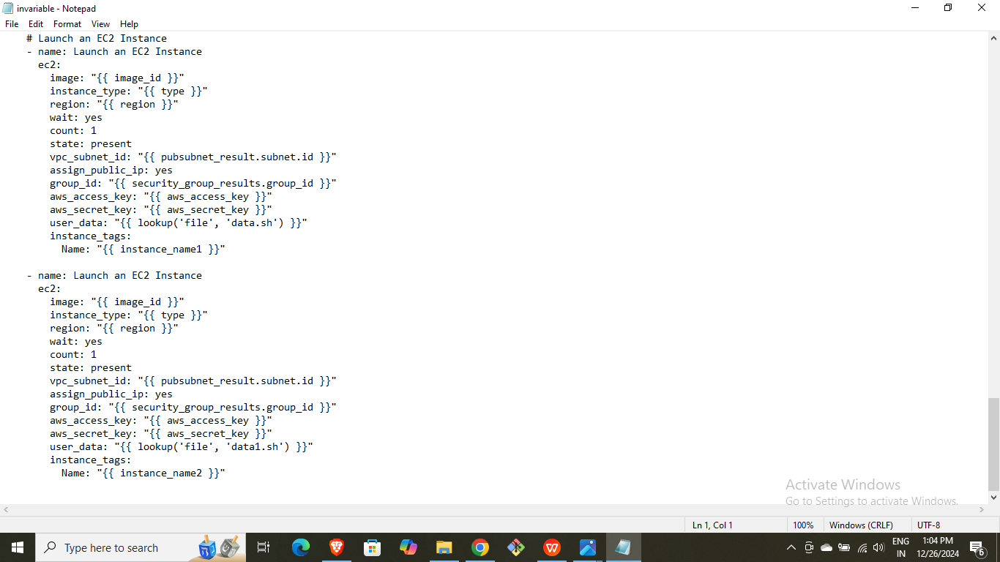 invariable - Notepad
File Edit Format View Help
# Launch an EC2 Instance
- name: Launch an EC2 Instance
  ec2:
    image: "{{ image_id }}"
    instance_type: "{{ type }}"
    region: "{{ region }}"
    wait: yes
    count: 1
    state: present
    vpc_subnet_id: "{{ pubsubnet_result.subnet.id }}"
    assign_public_ip: yes
    group_id: "{{ security_group_results.group_id }}"
    aws_access_key: "{{ aws_access_key }}"
    aws_secret_key: "{{ aws_secret_key }}"
    user_data: "{{ lookup('file', 'data.sh') }}"
    instance_tags:
      Name: "{{ instance_name1 }}"

- name: Launch an EC2 Instance
  ec2:
    image: "{{ image_id }}"
    instance_type: "{{ type }}"
    region: "{{ region }}"
    wait: yes
    count: 1
    state: present
    vpc_subnet_id: "{{ pubsubnet_result.subnet.id }}"
    assign_public_ip: yes
    group_id: "{{ security_group_results.group_id }}"
    aws_access_key: "{{ aws_access_key }}"
    aws_secret_key: "{{ aws_secret_key }}"
    user_data: "{{ lookup('file', 'data1.sh') }}"
    instance_tags:
      Name: "{{ instance_name2 }}"
Activate Windows
Go to Settings to activate Windows.
Ln 1, Col 1 100% Windows (CRLF) UTF-8
Type here to search
ENG
IN
1:04 PM
12/26/2024
6